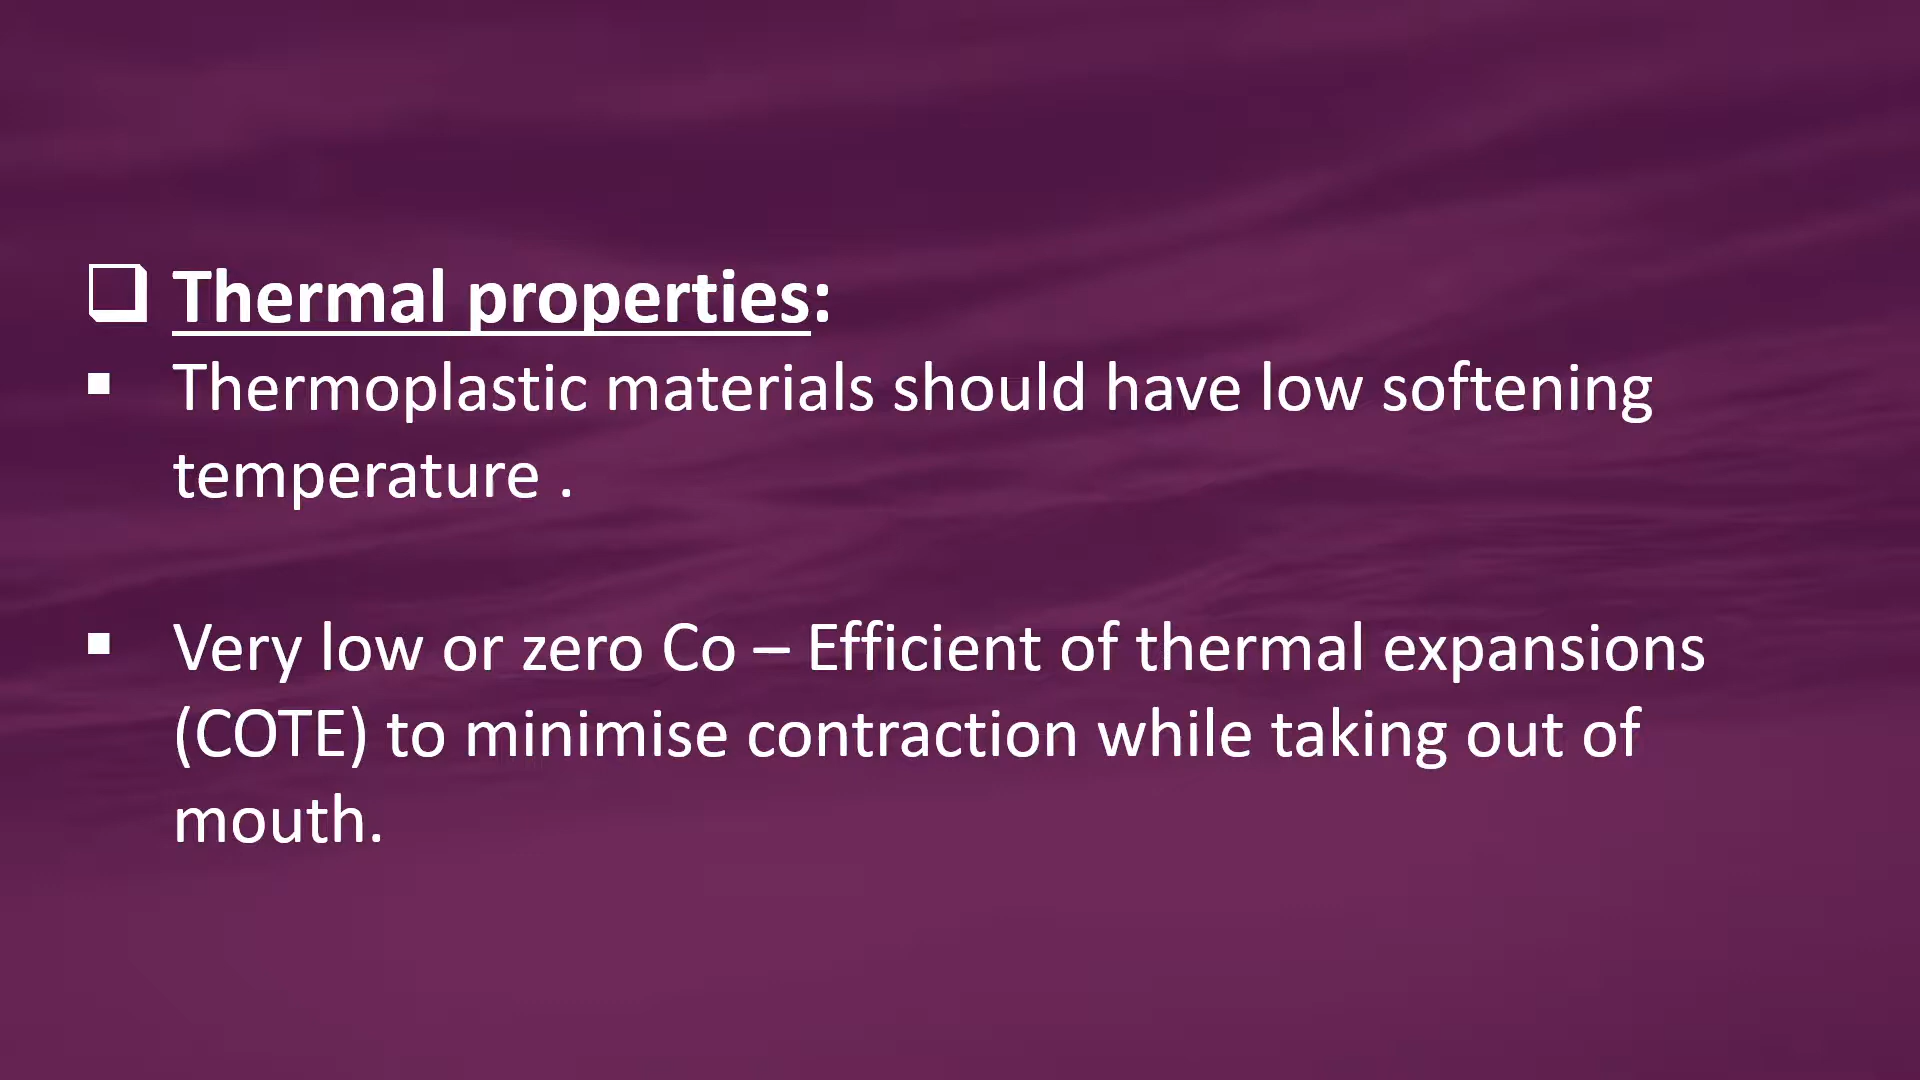 ❑ Thermal properties:
▪ Thermoplastic materials should have low softening
temperature .
▪ Very low or zero Co – Efficient of thermal expansions
(COTE) to minimise contraction while taking out of
mouth.